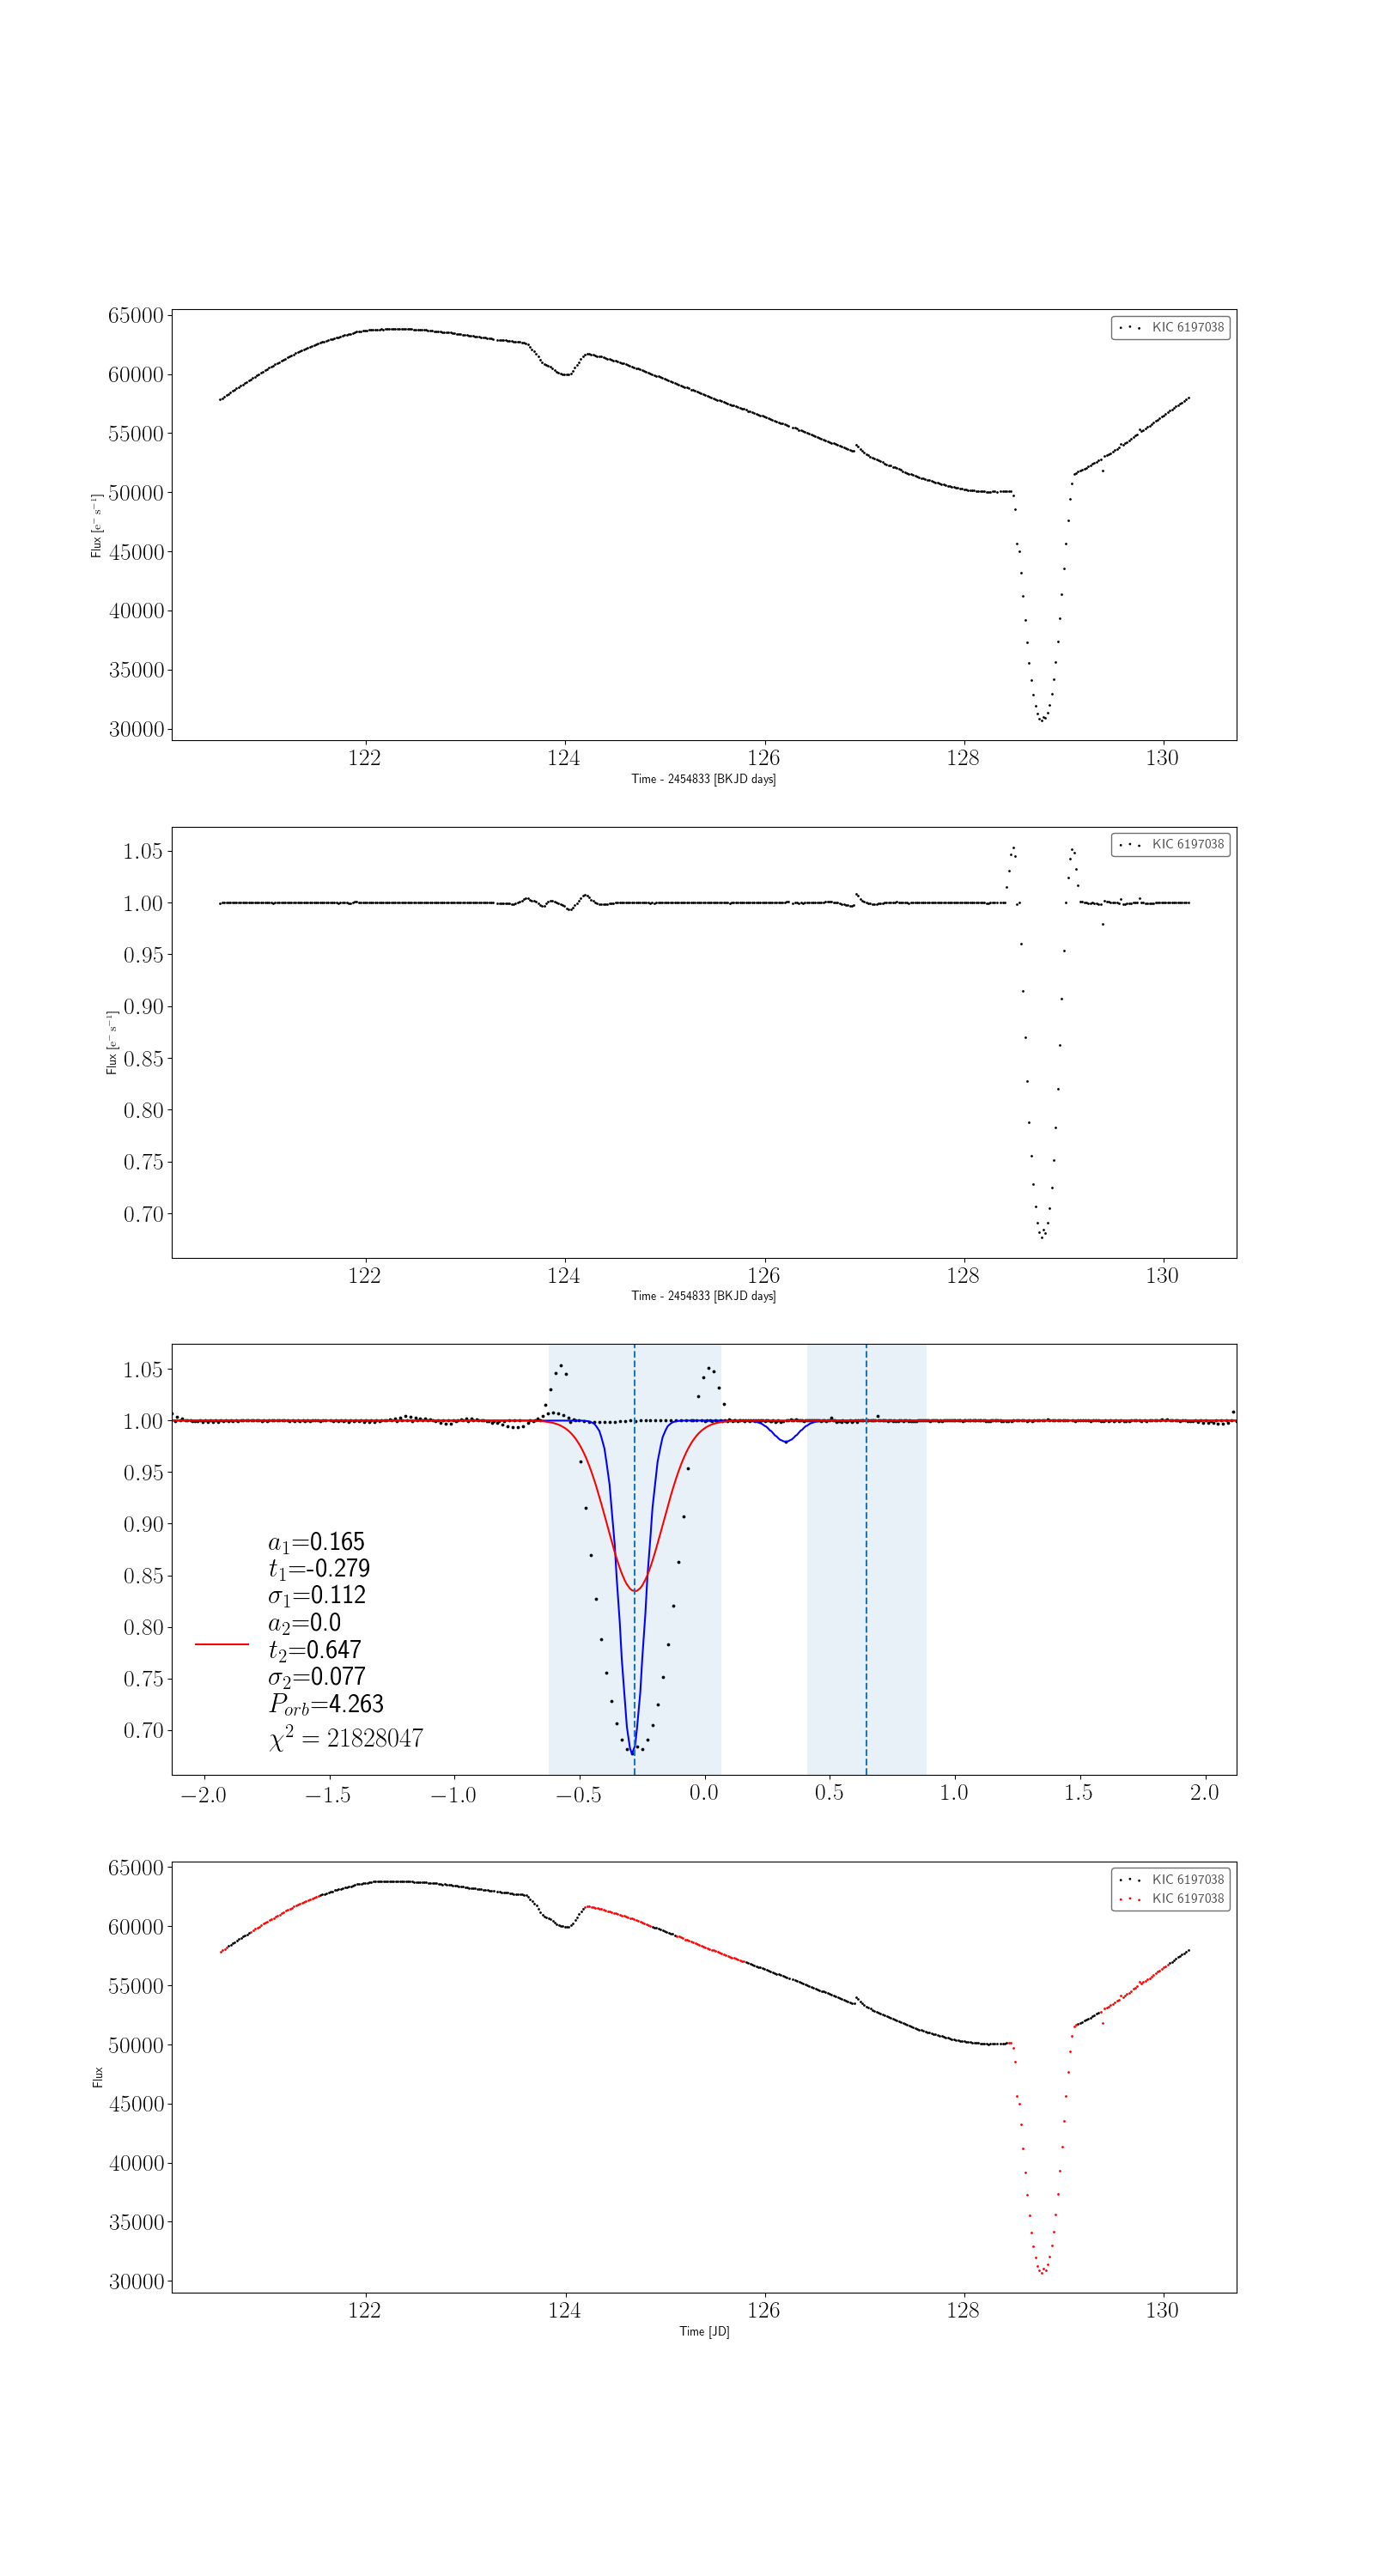 65000
60000
55000
50000
45000
40000
35000
30000
Flux [e⁻ s⁻¹]
KIC 6197038
122 124 126 128 130
Time - 2454833 [BKJD days]
1.05
1.00
0.95
0.90
0.85
0.80
0.75
0.70
Flux [e⁻ s⁻¹]
KIC 6197038
122 124 126 128 130
Time - 2454833 [BKJD days]
1.05
1.00
0.95
0.90
0.85
0.80
0.75
0.70
a₁=0.165
t₁=-0.279
σ₁=0.112
a₂=0.0
t₂=0.647
σ₂=0.077
P_orb=4.263
χ² = 21828047
−2.0 −1.5 −1.0 −0.5 0.0 0.5 1.0 1.5 2.0
65000
60000
55000
50000
45000
40000
35000
30000
Flux
KIC 6197038
KIC 6197038
122 124 126 128 130
Time [JD]